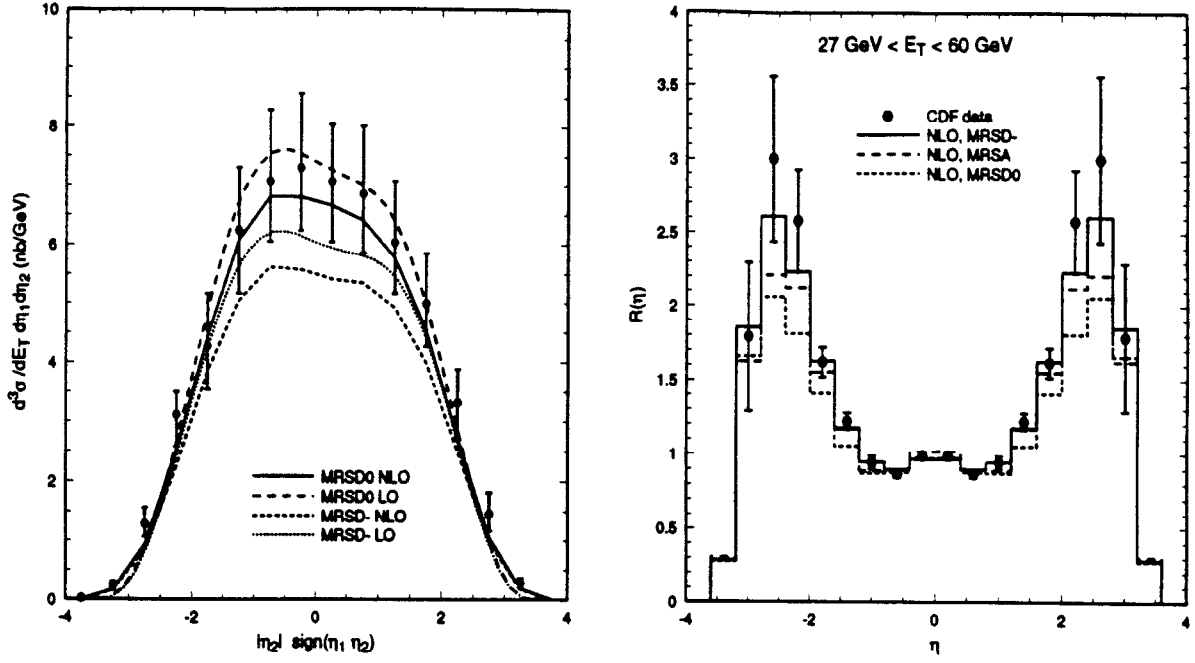 10
8
6
4
2
0
-4
-2
0
2
4
d³σ/dE_T dη₁dη₂ (nb/GeV)
|η₂| sign(η₁ η₂)
MRSD0 NLO
MRSD0 LO
MRSD- NLO
MRSD- LO
4
3.5
3
2.5
2
1.5
1
0.5
0
-4
-2
0
2
4
R(η)
η
27 GeV < E_T < 60 GeV
CDF data
NLO, MRSD-
NLO, MRSA
NLO, MRSD0